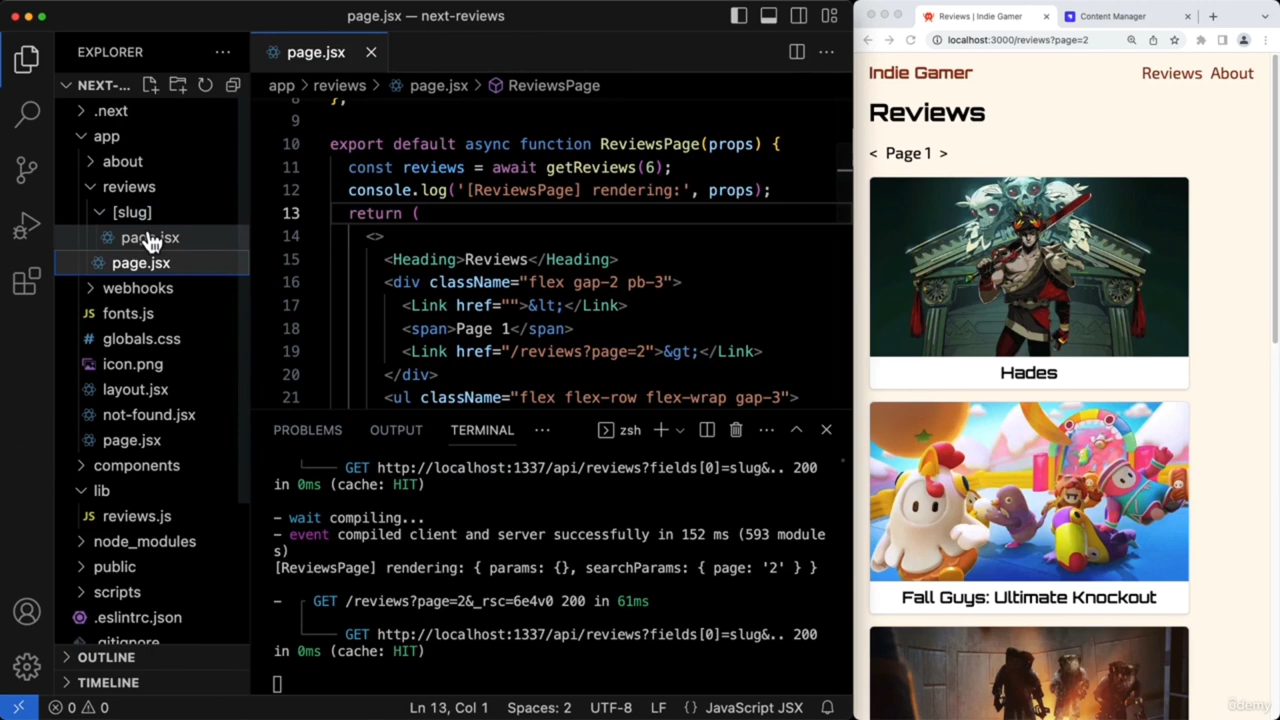 page.jsx — next-reviews
EXPLORER
NEXT-...
.next
app
about
reviews
[slug]
page.jsx
page.jsx
webhooks
fonts.js
globals.css
icon.png
layout.jsx
not-found.jsx
page.jsx
components
lib
reviews.js
node_modules
public
scripts
.eslintrc.json
.gitignore
OUTLINE
TIMELINE
page.jsx
app > reviews > page.jsx > ReviewsPage
8 };
9
10 export default async function ReviewsPage(props) {
11 const reviews = await getReviews(6);
12 console.log('[ReviewsPage] rendering:', props);
13 return (
14 <>
15 <Heading>Reviews</Heading>
16 <div className="flex gap-2 pb-3">
17 <Link href="">&lt;</Link>
18 <span>Page 1</span>
19 <Link href="/reviews?page=2">&gt;</Link>
20 </div>
21 <ul className="flex flex-row flex-wrap gap-3">
PROBLEMS OUTPUT TERMINAL ... zsh
GET http://localhost:1337/api/reviews?fields[0]=slug&.. 200
in 0ms (cache: HIT)
- wait compiling...
- event compiled client and server successfully in 152 ms (593 module
s)
[ReviewsPage] rendering: { params: {}, searchParams: { page: '2' } }
- GET /reviews?page=2&_rsc=6e4v0 200 in 61ms
GET http://localhost:1337/api/reviews?fields[0]=slug&.. 200
in 0ms (cache: HIT)
0 0 Ln 13, Col 1 Spaces: 2 UTF-8 LF {} JavaScript JSX
Reviews | Indie Gamer
Content Manager
localhost:3000/reviews?page=2
Indie Gamer Reviews About
Reviews
< Page 1 >
Hades
Fall Guys: Ultimate Knockout
ûdemy